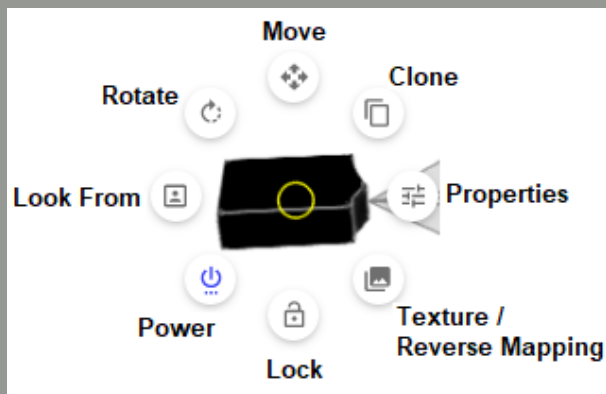 Move
Clone
Rotate
Look From
Properties
Power
Texture /
Reverse Mapping
Lock